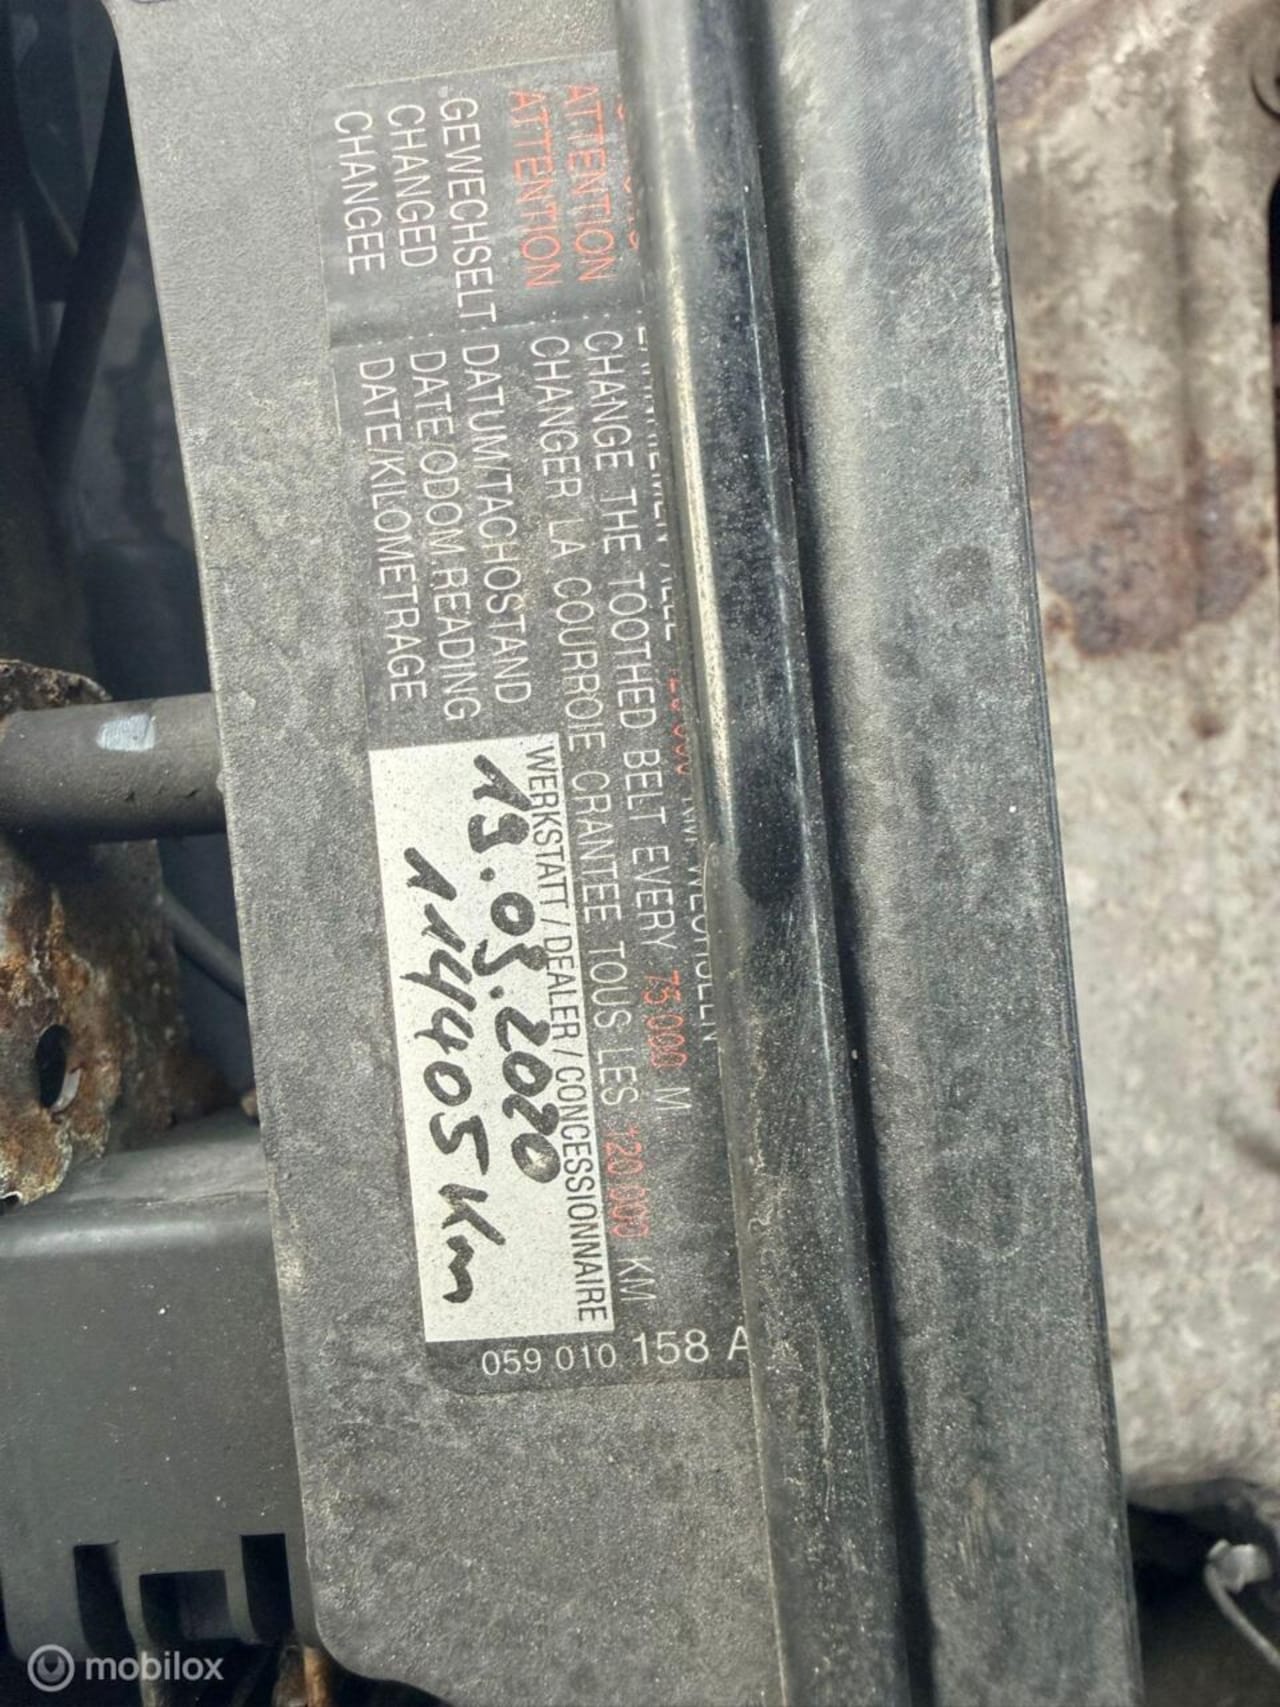 ATTENTION CHANGE THE TOOTHED BELT EVERY 75 000 M
ATTENTION CHANGER LA COURROIE CRANTEE TOUS LES 120 000 KM
GEWECHSELT: DATUM/TACHOSTAND
CHANGED DATE/ODOM.READING
CHANGEE DATE/KILOMETRAGE
WERKSTATT/DEALER/CONCESSIONNAIRE
19.05.2020
144405 Km
059 010 158 A
mobilox